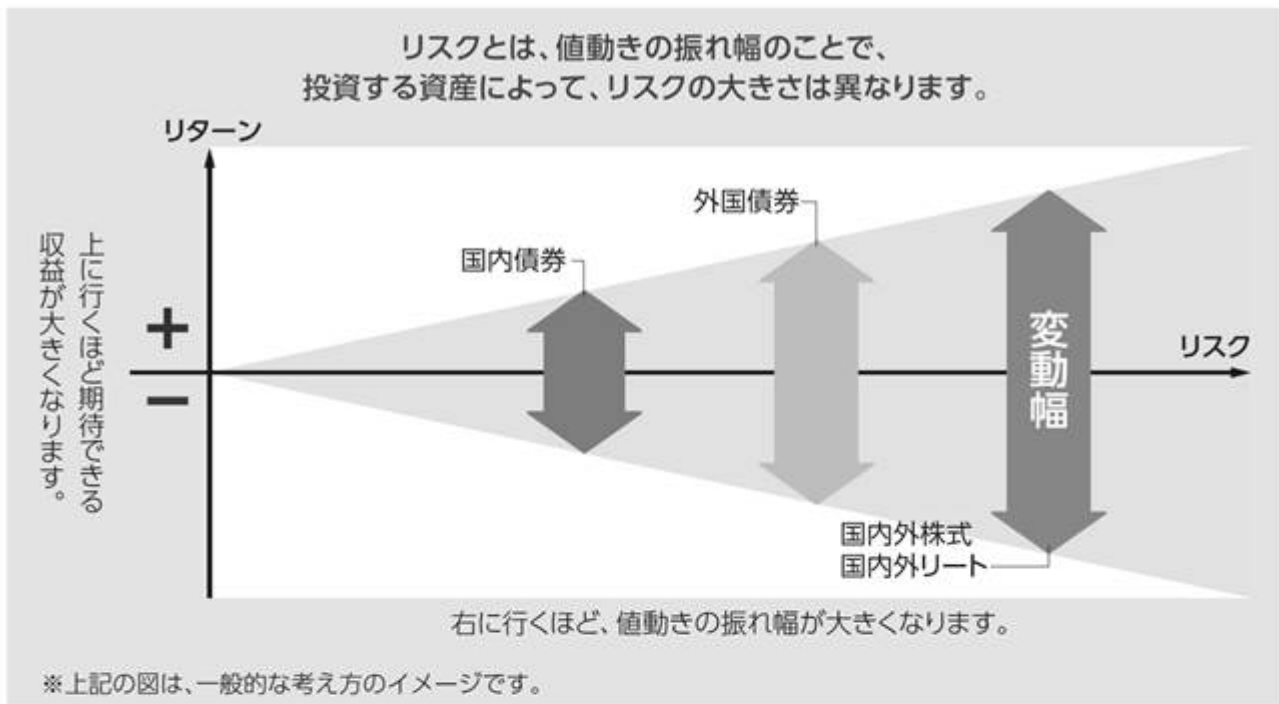 リスクとは、値動きの振れ幅のことで、
投資する資産によって、リスクの大きさは異なります。
リターン
上に行くほど期待できる
収益が大きくなります。
+
−
国内債券
外国債券
変動幅
リスク
国内外株式
国内外リート
右に行くほど、値動きの振れ幅が大きくなります。
※上記の図は、一般的な考え方のイメージです。